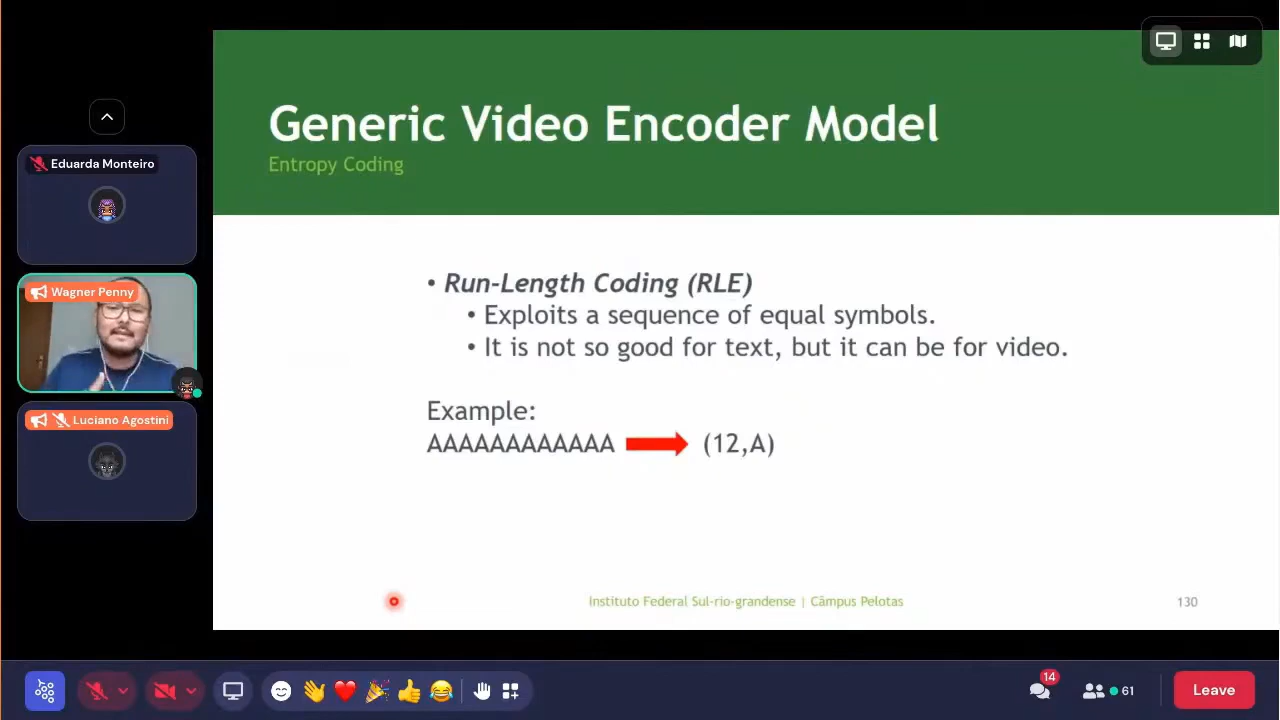 Generic Video Encoder Model
Entropy Coding
Eduarda Monteiro
Wagner Penny
Luciano Agostini
• Run-Length Coding (RLE)
• Exploits a sequence of equal symbols.
• It is not so good for text, but it can be for video.
Example:
AAAAAAAAAAAA (12,A)
Instituto Federal Sul-rio-grandense | Câmpus Pelotas
130
14
61
Leave